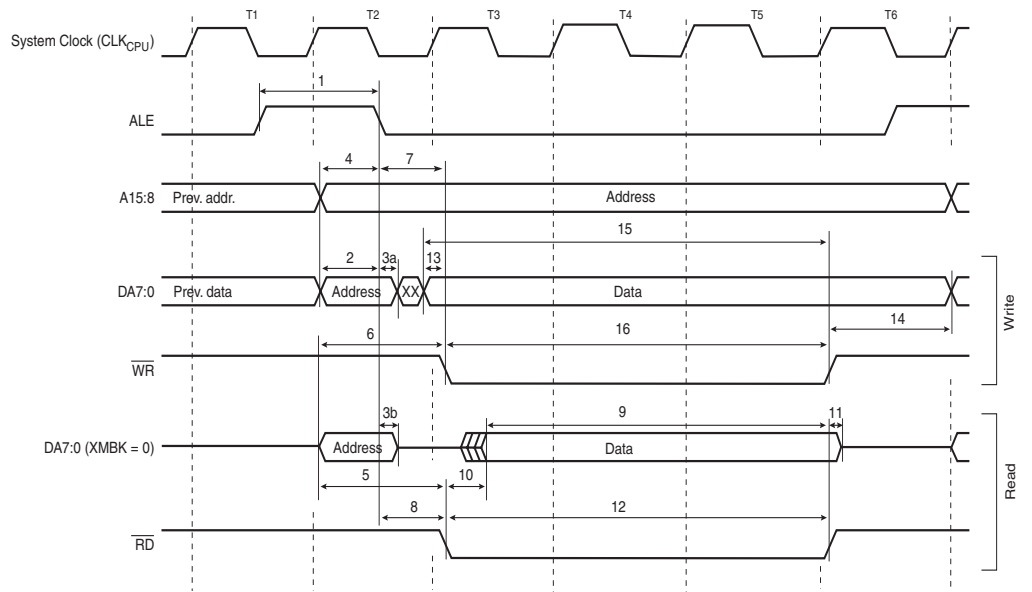 T1 T2 T3 T4 T5 T6
System Clock (CLKCPU)
1
ALE
4 7
A15:8 Prev. addr. Address
15
2 3a 13
DA7:0 Prev. data Address XX Data
14
6 16
WR
Write
3b 9 11
DA7:0 (XMBK = 0) Address Data
5 10
8 12
RD
Read